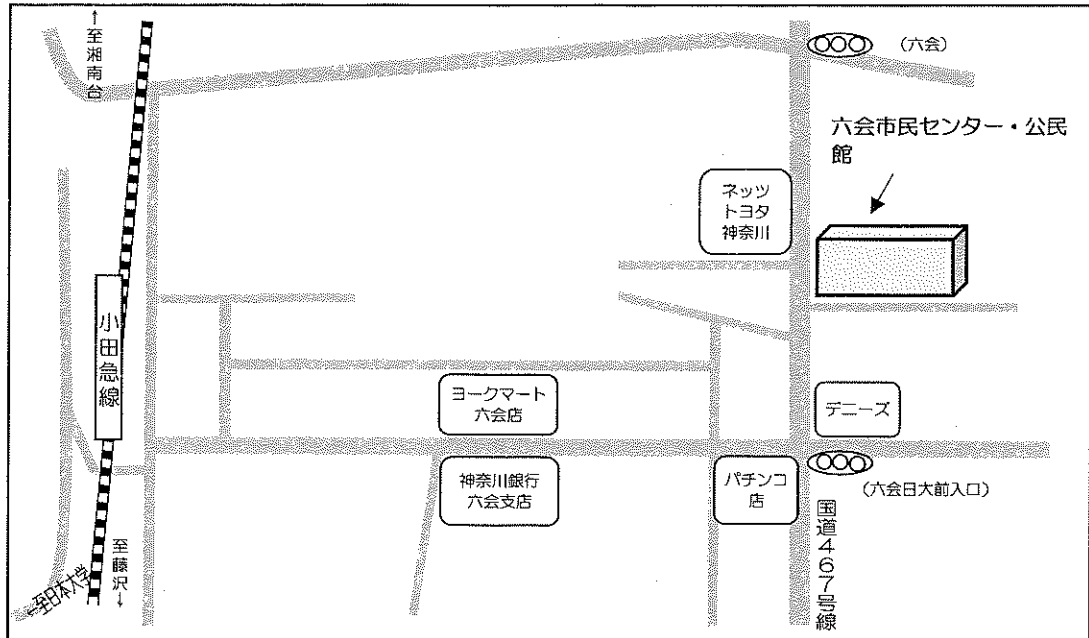 ←至湘南台
(六会)
六会市民センター・公民
館
ネッツ
トヨタ
神奈川
小田急線
ヨークマート
六会店
デニーズ
神奈川銀行
六会支店
パチンコ
店
(六会日大前入口)
国道467号線
至藤沢→
←至日本大学